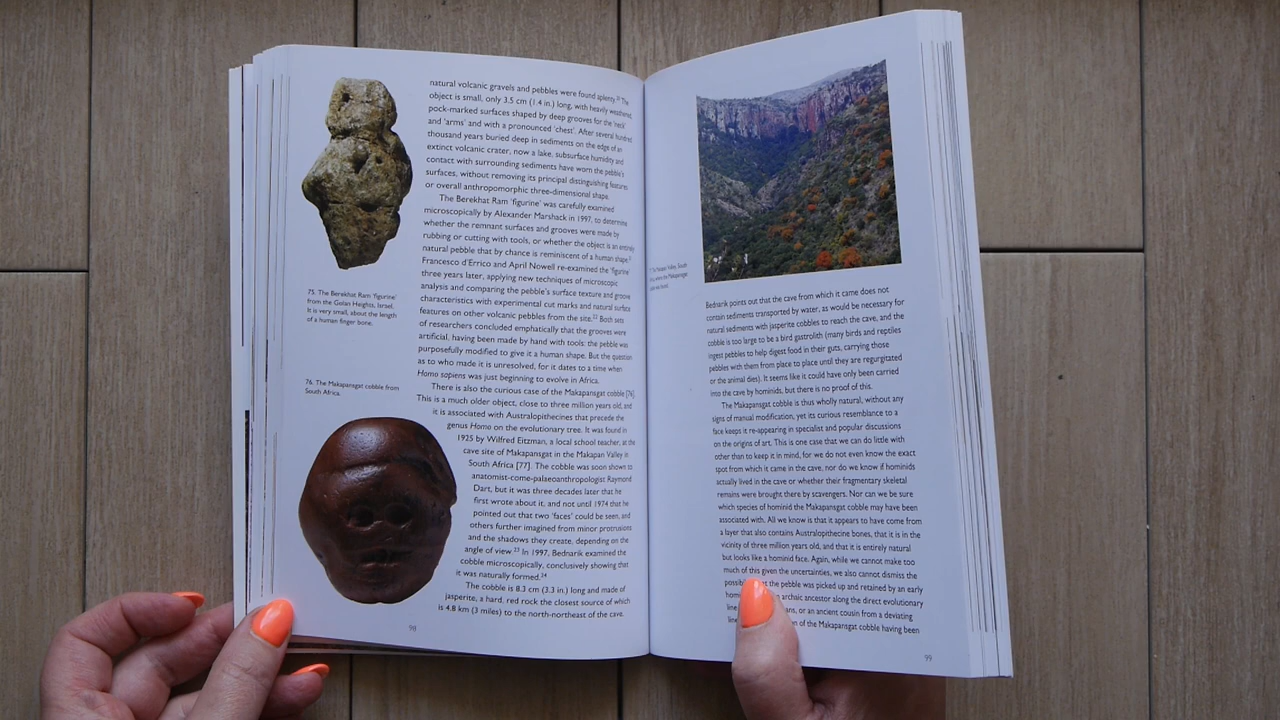 natural volcanic gravels and pebbles were found aplenty.²⁰ The
object is small, only 3.5 cm (1.4 in.) long, with heavily weathered
pock-marked surfaces shaped by deep grooves for the 'neck'
and 'arms' and with a pronounced 'chest'. After several hundred
thousand years buried deep in sediments on the edge of an
extinct volcanic crater, now a lake, subsurface humidity and
contact with surrounding sediments have worn the pebble's
surfaces, without removing its principal distinguishing features
or overall anthropomorphic three-dimensional shape.
The Berekhat Ram 'figurine' was carefully examined
microscopically by Alexander Marshack in 1997, to determine
whether the remnant surfaces and grooves were made by
rubbing or cutting with tools, or whether the object is an entirely
natural pebble that by chance is reminiscent of a human shape.
Francesco d'Errico and April Nowell re-examined the 'figurine'
three years later, applying new techniques of microscopic
analysis and comparing the pebble's surface texture and groove
characteristics with experimental cut marks and natural surface
features on other volcanic pebbles from the site.²² Both sets
of researchers concluded emphatically that the grooves were
artificial, having been made by hand with tools: the pebble was
purposefully modified to give it a human shape. But the question
as to who made it is unresolved, for it dates to a time when
Homo sapiens was just beginning to evolve in Africa.
There is also the curious case of the Makapansgat cobble [76].
This is a much older object, close to three million years old, and
it is associated with Australopithecines that precede the
genus Homo on the evolutionary tree. It was found in
1925 by Wilfred Eitzman, a local school teacher, at the
cave site of Makapansgat in the Makapan Valley in
South Africa [77]. The cobble was soon shown to
anatomist-come-palaeoanthropologist Raymond
Dart, but it was three decades later that he
first wrote about it, and not until 1974 that he
pointed out that two 'faces' could be seen, and
others further imagined from minor protrusions
and the shadows they create, depending on the
angle of view.²³ In 1997, Bednarik examined the
cobble microscopically, conclusively showing that
it was naturally formed.²⁴
The cobble is 8.3 cm (3.3 in.) long and made of
jasperite, a hard, red rock the closest source of which
is 4.8 km (3 miles) to the north-northeast of the cave.
75. The Berekhat Ram 'figurine'
from the Golan Heights, Israel.
It is very small, about the length
of a human finger bone.
76. The Makapansgat cobble from
South Africa.
98
Valley, South
the Makapansgat
Bednarik points out that the cave from which it came does not
contain sediments transported by water, as would be necessary for
natural sediments with jasperite cobbles to reach the cave, and the
cobble is too large to be a bird gastrolith (many birds and reptiles
ingest pebbles to help digest food in their guts, carrying those
pebbles with them from place to place until they are regurgitated
or the animal dies). It seems like it could have only been carried
into the cave by hominids, but there is no proof of this.
The Makapansgat cobble is thus wholly natural, without any
signs of manual modification, yet its curious resemblance to a
face keeps it re-appearing in specialist and popular discussions
on the origins of art. This is one case that we can do little with
other than to keep it in mind, for we do not even know the exact
spot from which it came in the cave, nor do we know if hominids
actually lived in the cave or whether their fragmentary skeletal
remains were brought there by scavengers. Nor can we be sure
which species of hominid the Makapansgat cobble may have been
associated with. All we know is that it appears to have come from
a layer that also contains Australopithecine bones, that it is in the
vicinity of three million years old, and that it is entirely natural
but looks like a hominid face. Again, while we cannot make too
much of this given the uncertainties, we also cannot dismiss the
the pebble was picked up and retained by an early
archaic ancestor along the direct evolutionary
or an ancient cousin from a deviating
of the Makapansgat cobble having been
99